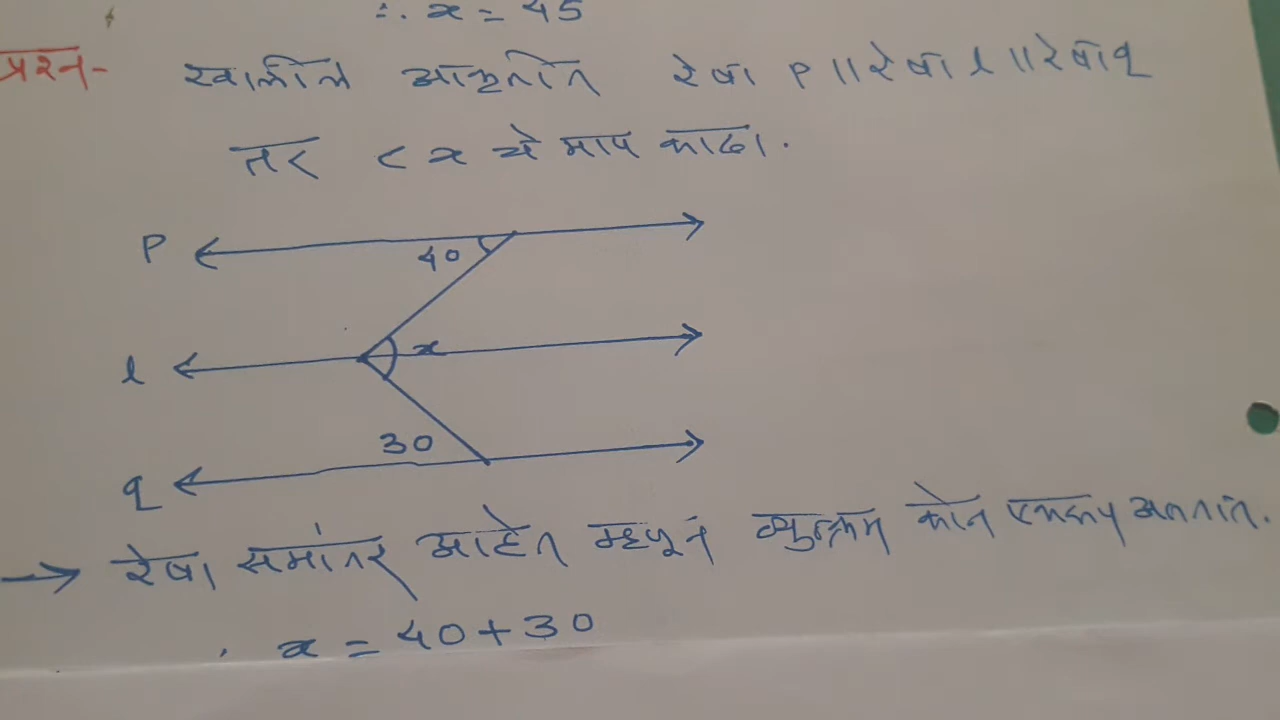 ∴ x = 45
प्रश्न- खालील आकृतीत रेषा P || रेषा l || रेषा q
तर < x चे माप काढा.
P
40
l
x
30
q
→ रेषा समांतर आहेत म्हणून व्युत्क्रम कोन एकरूप असतात.
. x = 40 + 30